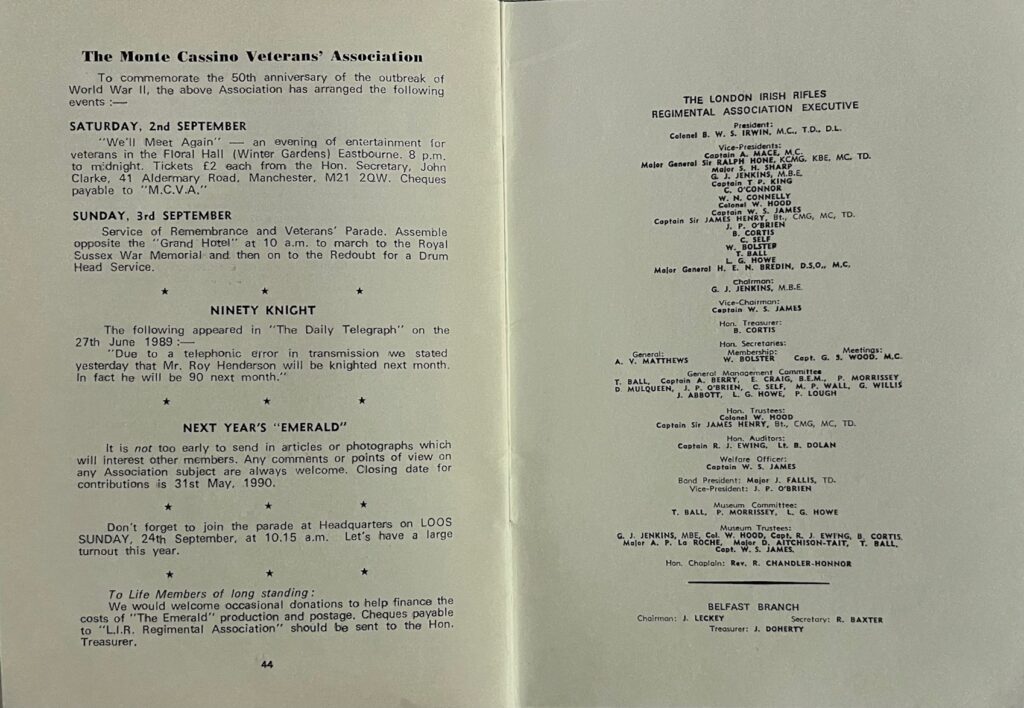 The Monte Cassino Veterans' Association
To commemorate the 50th anniversary of the outbreak of
World War II, the above Association has arranged the following
events :—
SATURDAY, 2nd SEPTEMBER
"We'll Meet Again" — an evening of entertainment for
veterans in the Floral Hall (Winter Gardens) Eastbourne. 8 p.m.
to midnight. Tickets £2 each from the Hon. Secretary, John
Clarke, 41 Aldermary Road, Manchester, M21 2QW. Cheques
payable to "M.C.V.A."
SUNDAY, 3rd SEPTEMBER
Service of Remembrance and Veterans' Parade. Assemble
opposite the "Grand Hotel" at 10 a.m. to march to the Royal
Sussex War Memorial and then on to the Redoubt for a Drum
Head Service.
★ ★ ★
NINETY KNIGHT
The following appeared in "The Daily Telegraph" on the
27th June 1989 :—
"Due to a telephonic error in transmission we stated
yesterday that Mr. Roy Henderson will be knighted next month.
In fact he will be 90 next month."
★ ★ ★
NEXT YEAR'S "EMERALD"
It is not too early to send in articles or photographs which
will interest other members. Any comments or points of view on
any Association subject are always welcome. Closing date for
contributions is 31st May, 1990.
★ ★ ★
Don't forget to join the parade at Headquarters on LOOS
SUNDAY, 24th September, at 10.15 a.m. Let's have a large
turnout this year.
★ ★ ★
To Life Members of long standing :
We would welcome occasional donations to help finance the
costs of "The Emerald" production and postage. Cheques payable
to "L.I.R. Regimental Association" should be sent to the Hon.
Treasurer.
44
THE LONDON IRISH RIFLES
REGIMENTAL ASSOCIATION EXECUTIVE
President:
Colonel B. W. S. IRWIN, M.C., T.D., D.L.
Vice-Presidents:
Captain A. MACE, M.C.
Major General Sir RALPH HONE, KCMG, KBE, MC, TD.
Major S. H. SHARP
G. J. JENKINS, M.B.E.
Captain T P. KING
C. O'CONNOR
W. N. CONNELLY
Colonel W. HOOD
Captain W. S. JAMES
Captain Sir JAMES HENRY, Bt., CMG, MC, TD.
J. P. O'BRIEN
B. CORTIS
C. SELF
W. BOLSTER
T. BALL
L. G. HOWE
Major General H. E. N. BREDIN, D.S.O., M.C.
Chairman:
G. J. JENKINS, M.B.E.
Vice-Chairman:
Captain W. S. JAMES
Hon. Treasurer:
B. CORTIS
Hon. Secretaries:
General: Membership: Meetings:
A. V. MATTHEWS W. BOLSTER Capt. G. S. WOOD. M.C.
General Management Committee
T. BALL, Captain A. BERRY, E. CRAIG, B.E.M., P. MORRISSEY
D. MULQUEEN, J. P. O'BRIEN, C. SELF, M. P. WALL, G. WILLIS
J. ABBOTT, L. G. HOWE, P. LOUGH
Hon. Trustees:
Colonel W. HOOD
Captain Sir JAMES HENRY, Bt., CMG, MC, TD.
Hon. Auditors:
Captain R. J. EWING, Lt. B. DOLAN
Welfare Officer:
Captain W. S. JAMES
Band President: Major J. FALLIS, TD.
Vice-President: J. P. O'BRIEN
Museum Committee:
T. BALL, P. MORRISSEY, L. G. HOWE
Museum Trustees:
G. J. JENKINS, MBE, Col. W. HOOD, Capt. R. J. EWING, B. CORTIS.
Major A. P. La ROCHE, Major D. AITCHISON-TAIT, T. BALL,
Capt. W. S. JAMES.
Hon. Chaplain: Rev. R. CHANDLER-HONNOR
BELFAST BRANCH
Chairman: J. LECKEY Secretary: R. BAXTER
Treasurer: J. DOHERTY